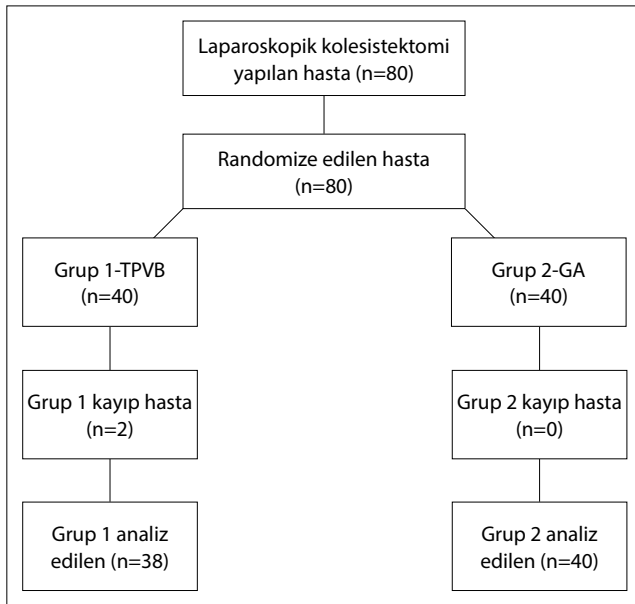 Laparoskopik kolesistektomi
yapılan hasta (n=80)
Randomize edilen hasta
(n=80)
Grup 1-TPVB
(n=40)
Grup 2-GA
(n=40)
Grup 1 kayıp hasta
(n=2)
Grup 2 kayıp hasta
(n=0)
Grup 1 analiz
edilen (n=38)
Grup 2 analiz
edilen (n=40)